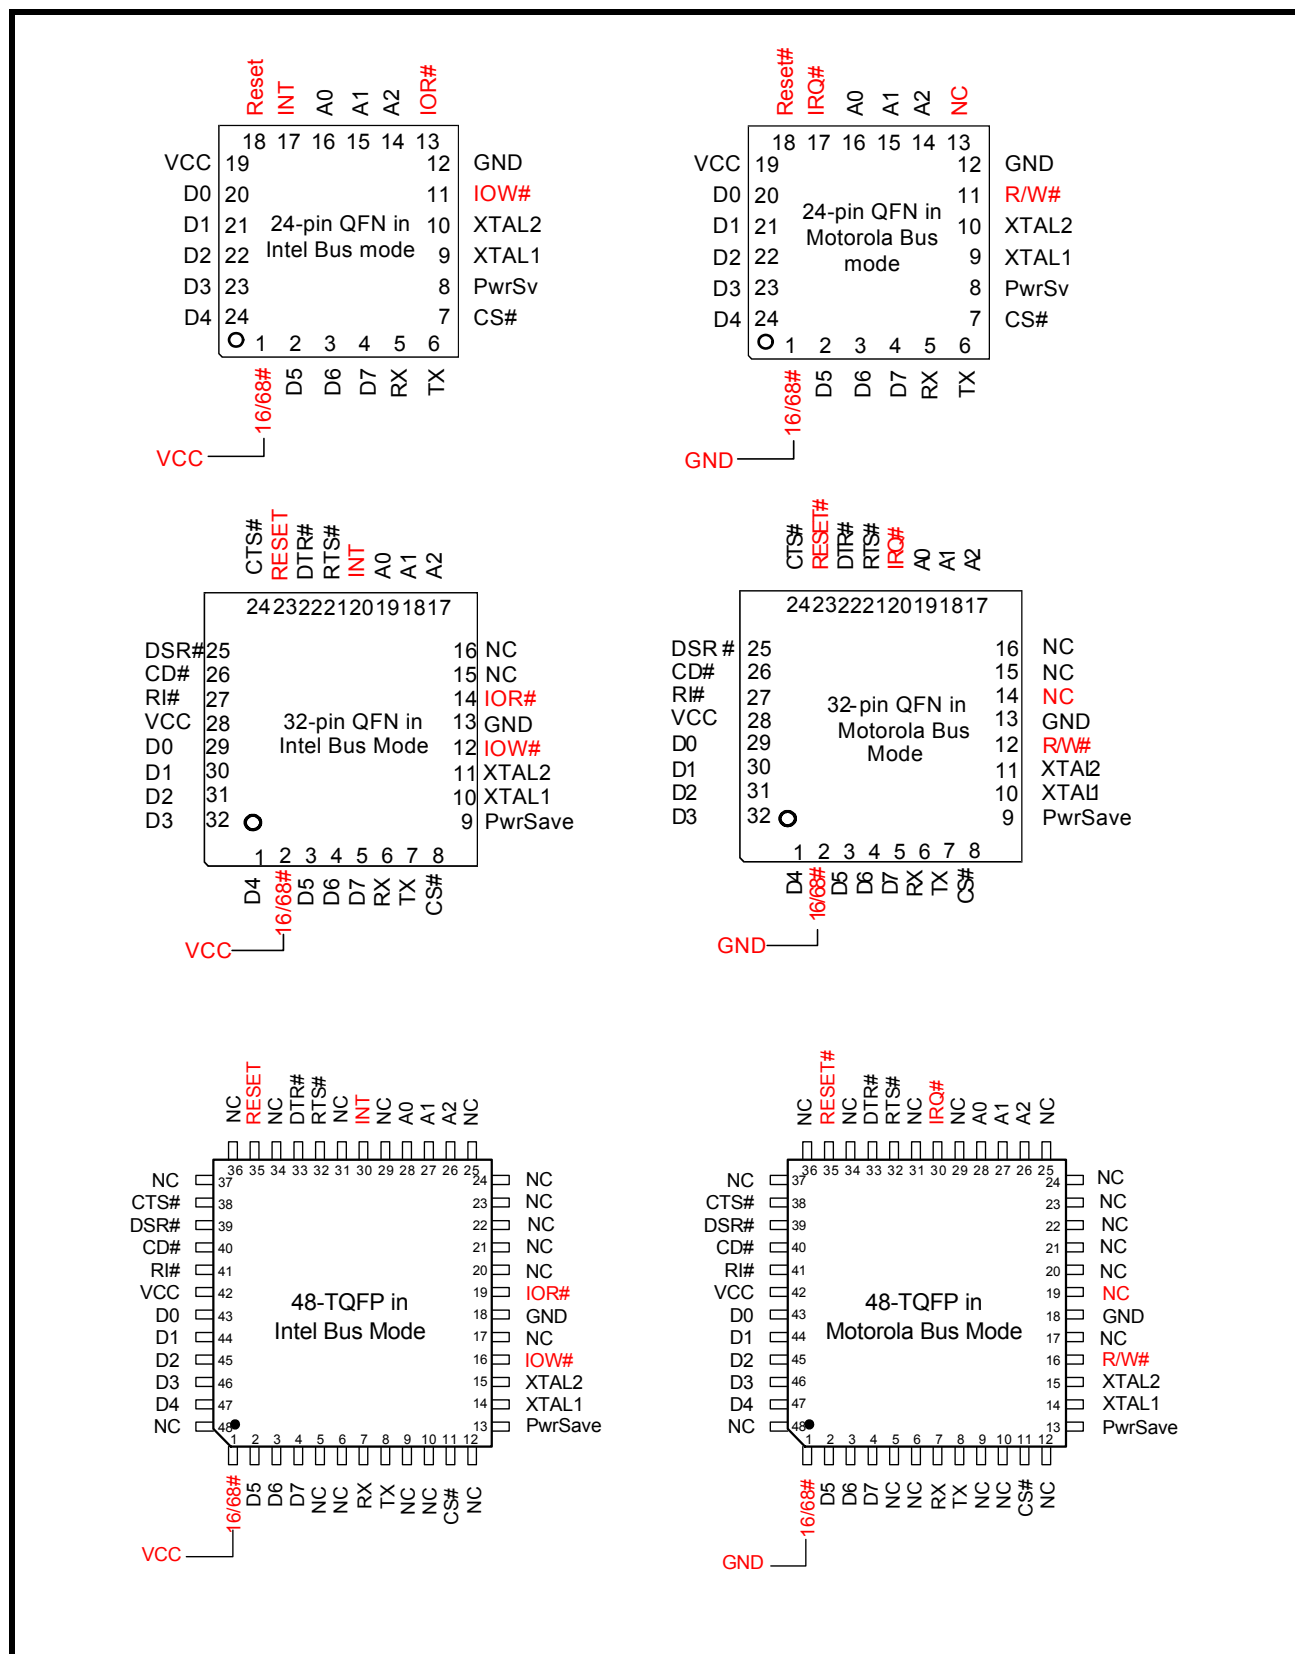 Reset INT A0 A1 A2 IOR#
18 17 16 15 14 13
VCC 19 12 GND
D0 20 11 IOW#
D1 21 24-pin QFN in 10 XTAL2
D2 22 Intel Bus mode 9 XTAL1
D3 23 8 PwrSv
D4 24 7 CS#
1 2 3 4 5 6
16/68# D5 D6 D7 RX TX
VCC
Reset# IRQ# A0 A1 A2 NC
18 17 16 15 14 13
VCC 19 12 GND
D0 20 11 R/W#
D1 21 24-pin QFN in 10 XTAL2
D2 22 Motorola Bus 9 XTAL1
mode
D3 23 8 PwrSv
D4 24 7 CS#
1 2 3 4 5 6
16/68# D5 D6 D7 RX TX
GND
CTS# RESET DTR# RTS# INT A0 A1 A2
24 23 22 21 20 19 18 17
DSR# 25 16 NC
CD# 26 15 NC
RI# 27 14 IOR#
VCC 28 32-pin QFN in 13 GND
D0 29 Intel Bus Mode 12 IOW#
D1 30 11 XTAL2
D2 31 10 XTAL1
D3 32 9 PwrSave
1 2 3 4 5 6 7 8
D4 16/68# D5 D6 D7 RX TX CS#
VCC
CTS# RESET# DTR# RTS# IRQ# A0 A1 A2
24 23 22 21 20 19 18 17
DSR # 25 16 NC
CD# 26 15 NC
RI# 27 14 NC
VCC 28 32-pin QFN in 13 GND
D0 29 Motorola Bus 12 R/W#
Mode
D1 30 11 XTAL2
D2 31 10 XTAL1
D3 32 9 PwrSave
1 2 3 4 5 6 7 8
D4 16/68# D5 D6 D7 RX TX CS#
GND
NC RESET NC DTR# RTS# NC INT NC A0 A1 A2 NC
36 35 34 33 32 31 30 29 28 27 26 25
NC 37 24 NC
CTS# 38 23 NC
DSR# 39 22 NC
CD# 40 21 NC
RI# 41 20 NC
VCC 42 48-TQFP in 19 IOR#
D0 43 18 GND
D1 44 Intel Bus Mode 17 NC
D2 45 16 IOW#
D3 46 15 XTAL2
D4 47 14 XTAL1
NC 48 13 PwrSave
1 2 3 4 5 6 7 8 9 10 11 12
16/68# D5 D6 D7 NC NC RX TX NC NC CS# NC
VCC
NC RESET# NC DTR# RTS# NC IRQ# NC A0 A1 A2 NC
36 35 34 33 32 31 30 29 28 27 26 25
NC 37 24 NC
CTS# 38 23 NC
DSR# 39 22 NC
CD# 40 21 NC
RI# 41 20 NC
VCC 42 48-TQFP in 19 NC
D0 43 18 GND
D1 44 Motorola Bus Mode 17 NC
D2 45 16 R/W#
D3 46 15 XTAL2
D4 47 14 XTAL1
NC 48 13 PwrSave
1 2 3 4 5 6 7 8 9 10 11 12
16/68# D5 D6 D7 NC NC RX TX NC NC CS# NC
GND